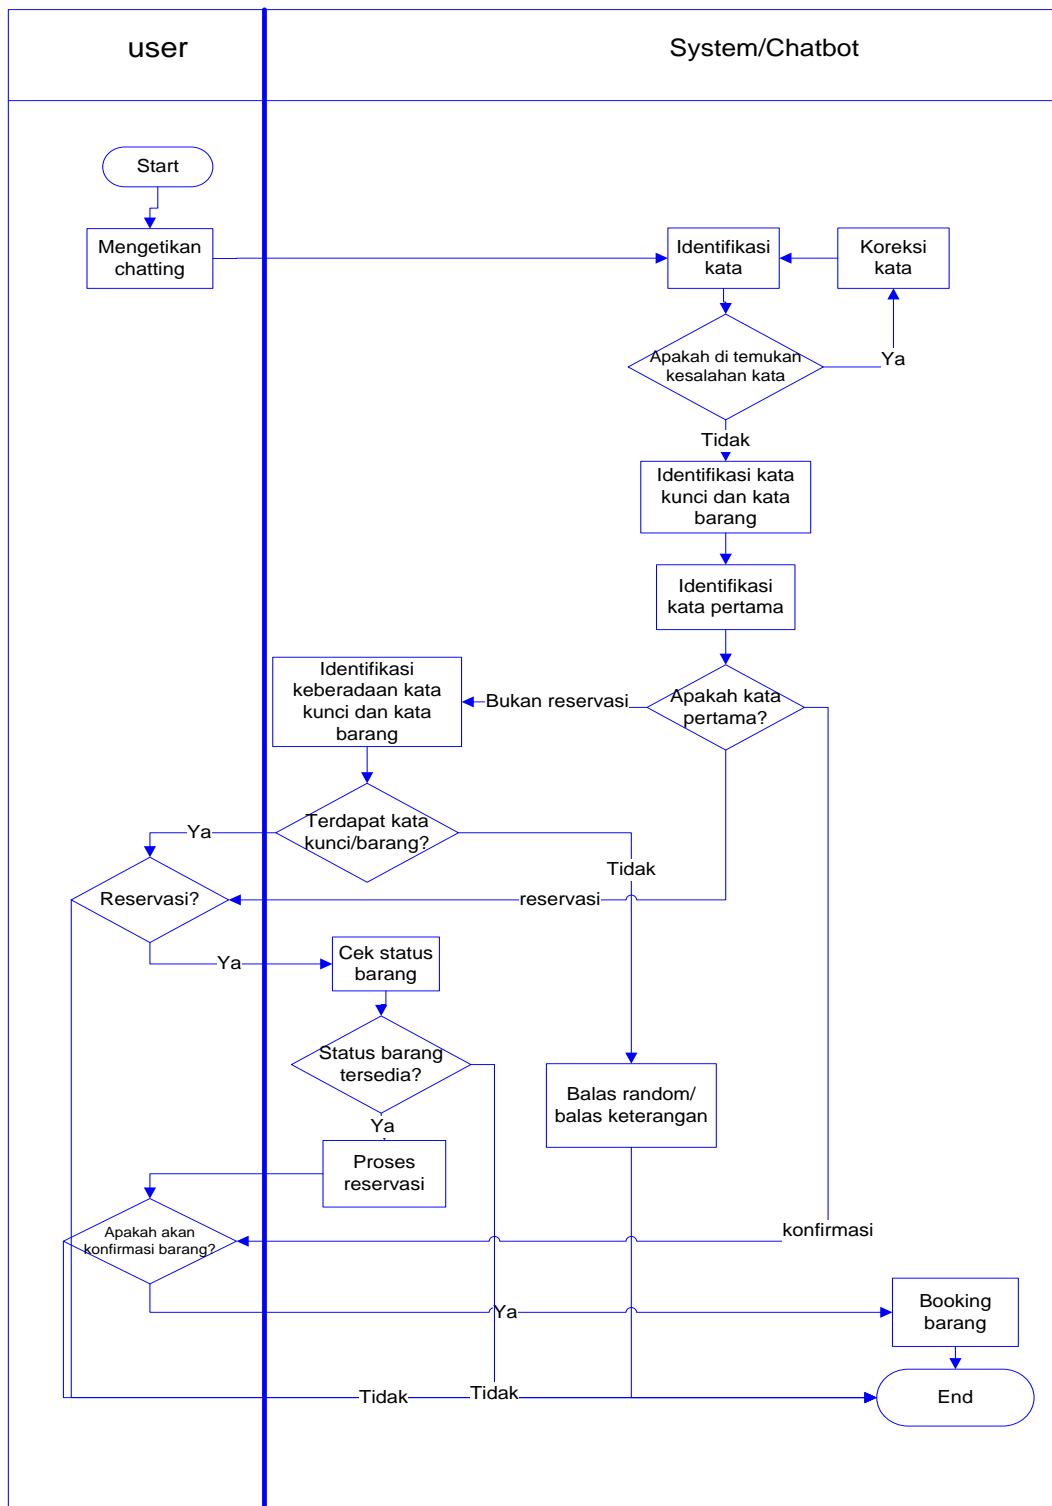 user
System/Chatbot
Start
Mengetikan
chatting
Identifikasi
kata
Koreksi
kata
Apakah di temukan
kesalahan kata
Ya
Tidak
Identifikasi kata
kunci dan kata
barang
Identifikasi
kata pertama
Identifikasi
keberadaan kata
kunci dan kata
barang
Bukan reservasi
Apakah kata
pertama?
Terdapat kata
kunci/barang?
Ya
Tidak
Reservasi?
reservasi
Ya
Cek status
barang
Status barang
tersedia?
Balas random/
balas keterangan
Ya
Proses
reservasi
Apakah akan
konfirmasi barang?
konfirmasi
Ya
Booking
barang
Tidak
Tidak
End